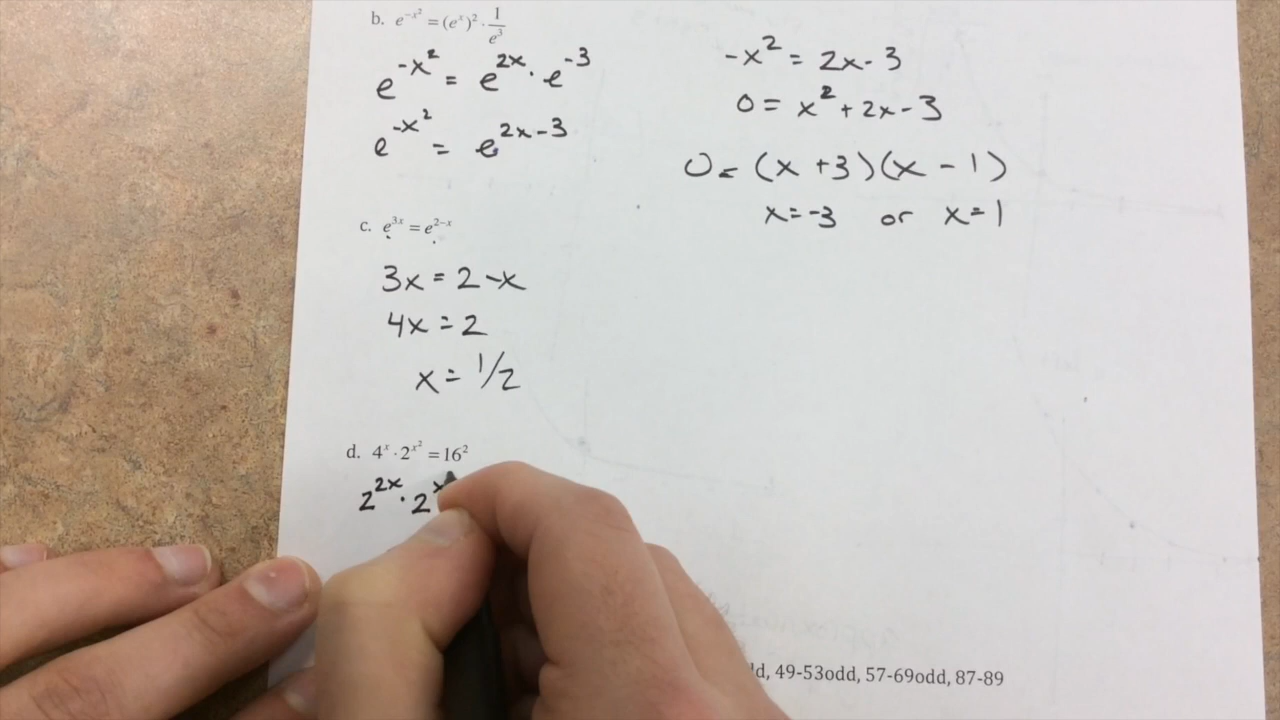 b. e^{-x²} = (e^x)² · 1/e³
e^{-x²} = e^{2x} · e^{-3}
e^{-x²} = e^{2x-3}
-x² = 2x-3
0 = x² + 2x - 3
0 = (x +3)(x - 1)
x = -3 or x = 1
c. e^{3x} = e^{2-x}
3x = 2 - x
4x = 2
x = 1/2
d. 4^x · 2^{x²} = 16²
2^{2x} · 2^x
49-53odd, 57-69odd, 87-89